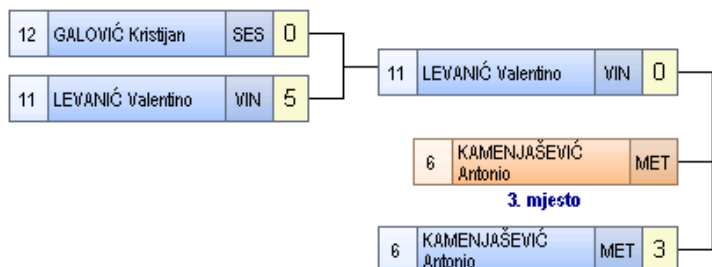 12 GALOVIĆ Kristijan SES 0
11 LEVANIĆ Valentino VIN 5
11 LEVANIĆ Valentino VIN 0
6 KAMENJAŠEVIĆ Antonio MET
3. mjesto
6 KAMENJAŠEVIĆ Antonio MET 3